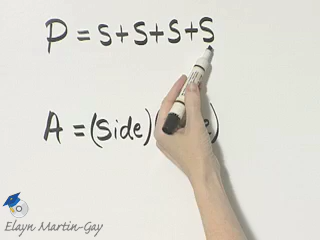 P = s+s+s+s
A = (side)
Elayn Martin-Gay